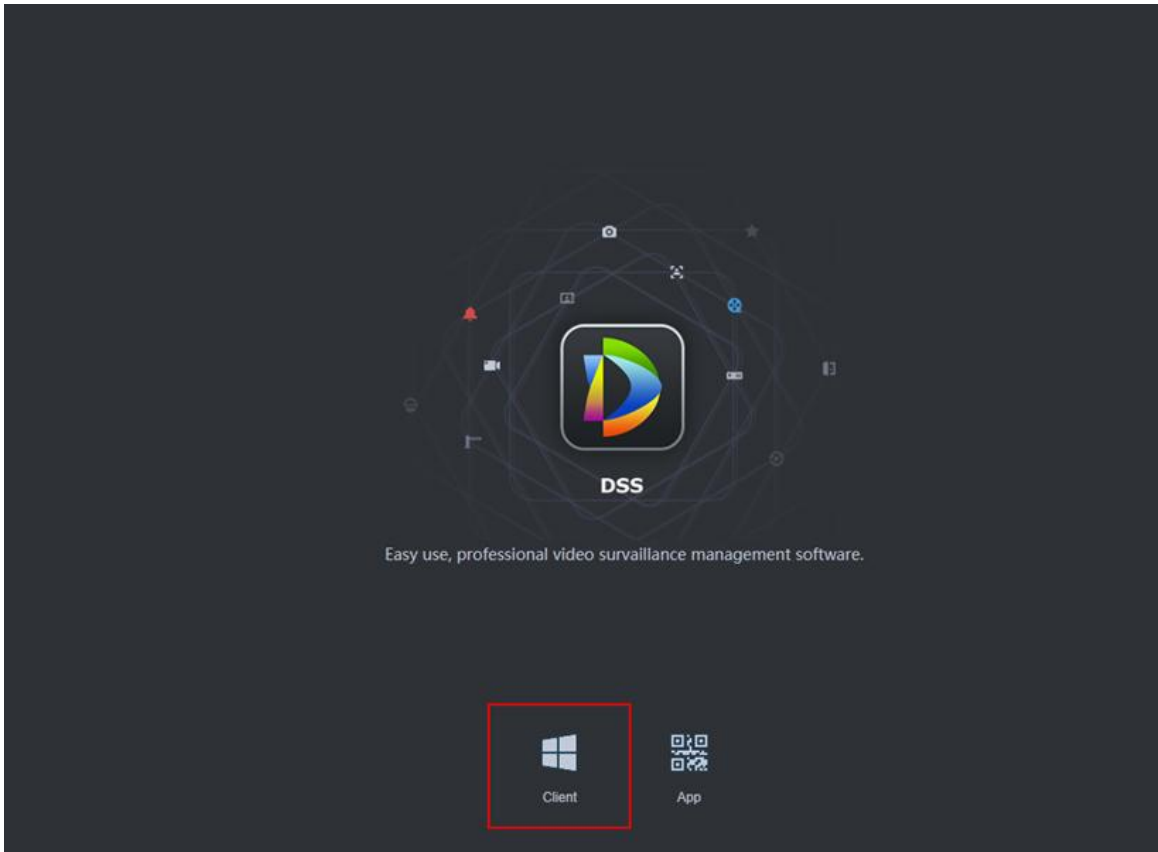 DSS
Easy use, professional video survaillance management software.
Client
App